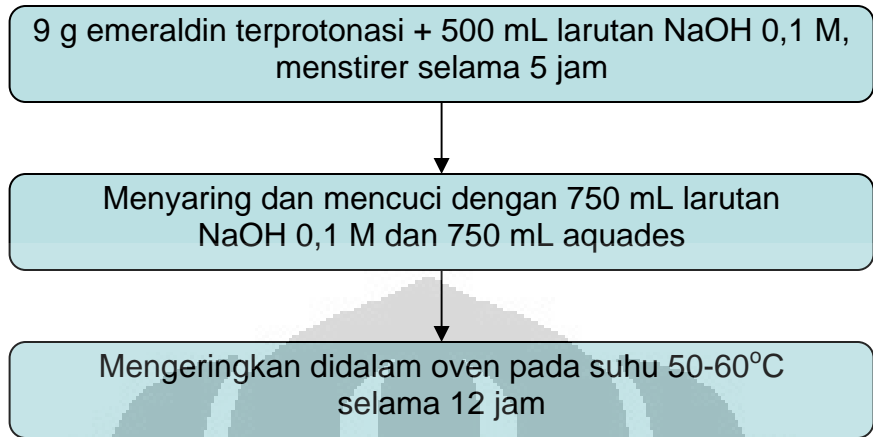 9 g emeraldin terprotonasi + 500 mL larutan NaOH 0,1 M,
menstirer selama 5 jam
Menyaring dan mencuci dengan 750 mL larutan
NaOH 0,1 M dan 750 mL aquades
Mengeringkan didalam oven pada suhu 50-60°C
selama 12 jam